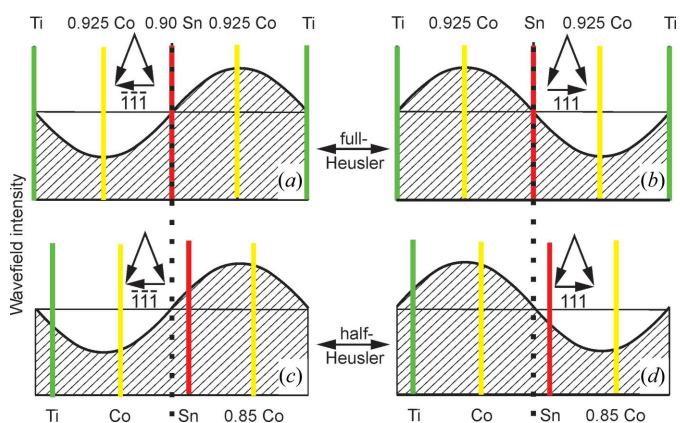 Ti 0.925 Co 0.90 Sn 0.925 Co Ti
Ti 0.925 Co Sn 0.925 Co Ti
1̅1̅1̅
111
(a)
full-
Heusler
(b)
Wavefield intensity
1̅1̅1̅
111
(c)
half-
Heusler
(d)
Ti Co Sn 0.85 Co
Ti Co Sn 0.85 Co